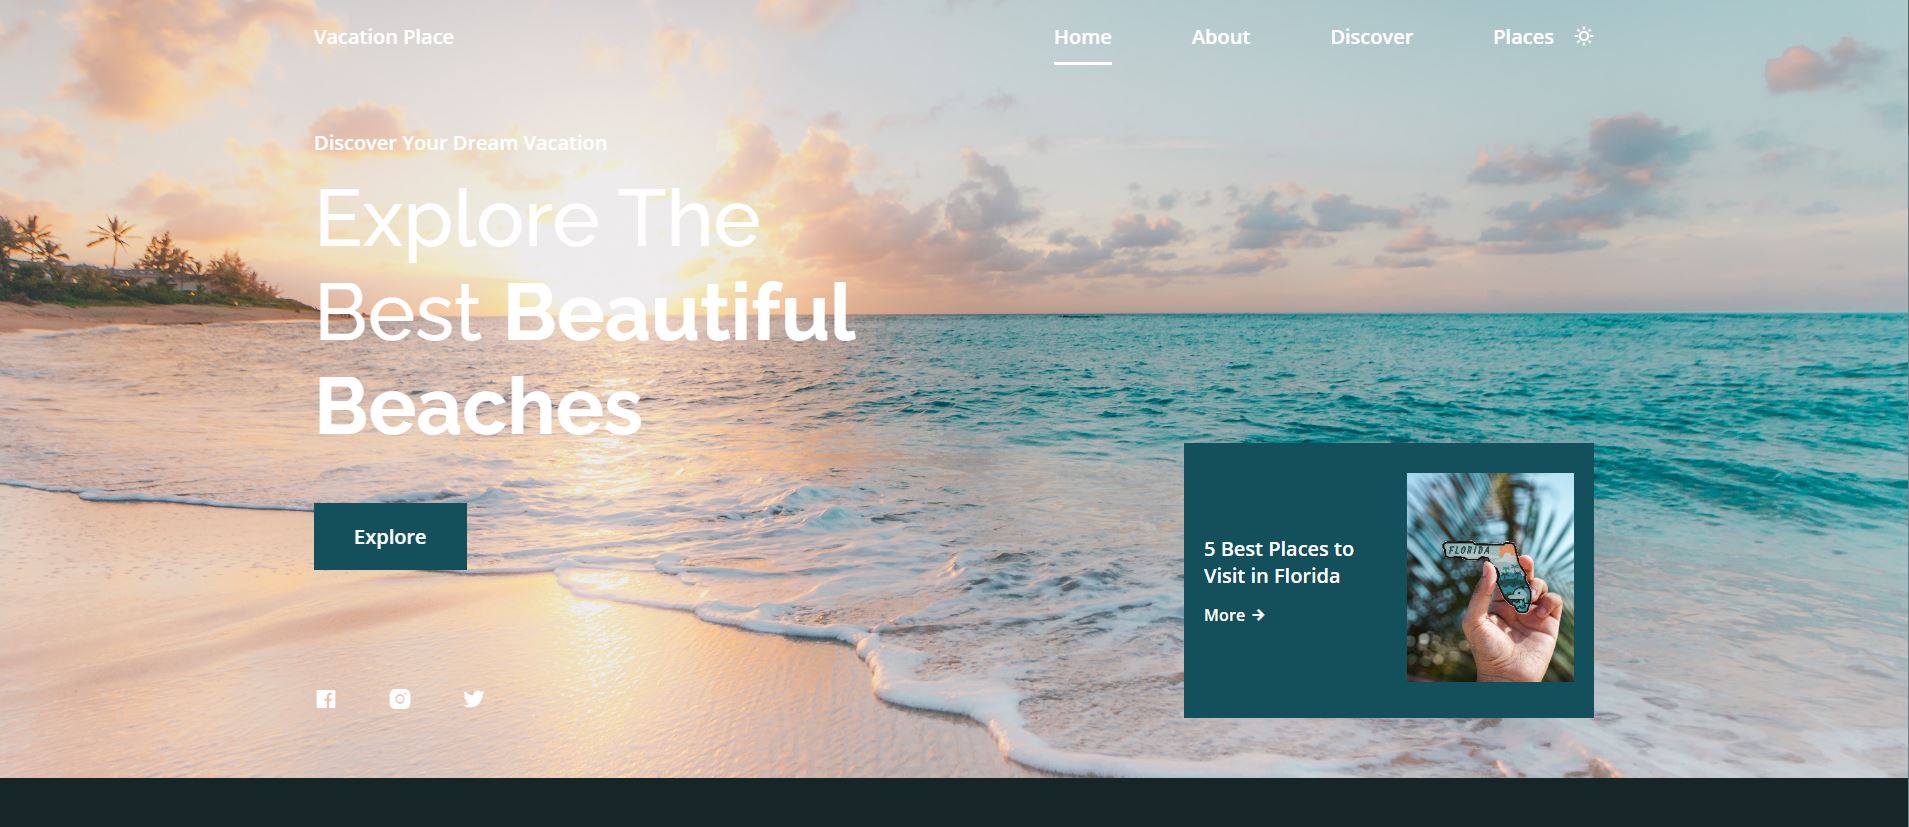 Vacation Place
Home
About
Discover
Places
Discover Your Dream Vacation
Explore The
Best Beautiful
Beaches
Explore
5 Best Places to
Visit in Florida
More
FLORIDA